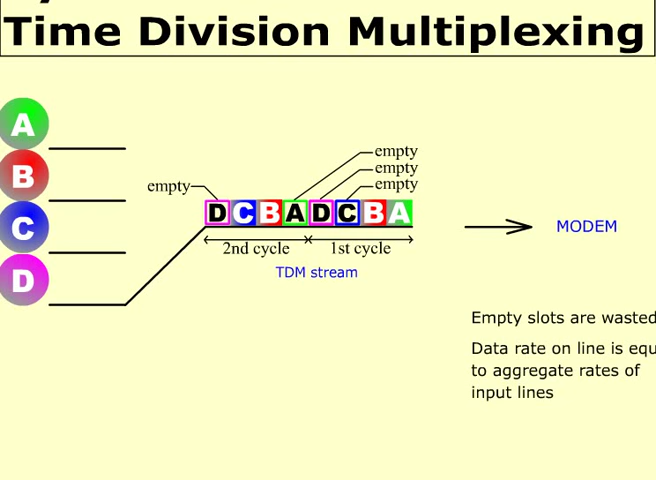 Time Division Multiplexing
A
B
C
D
empty
empty
empty
empty
D C B A D C B A
2nd cycle 1st cycle
TDM stream
MODEM
Empty slots are wasted
Data rate on line is equ
to aggregate rates of
input lines